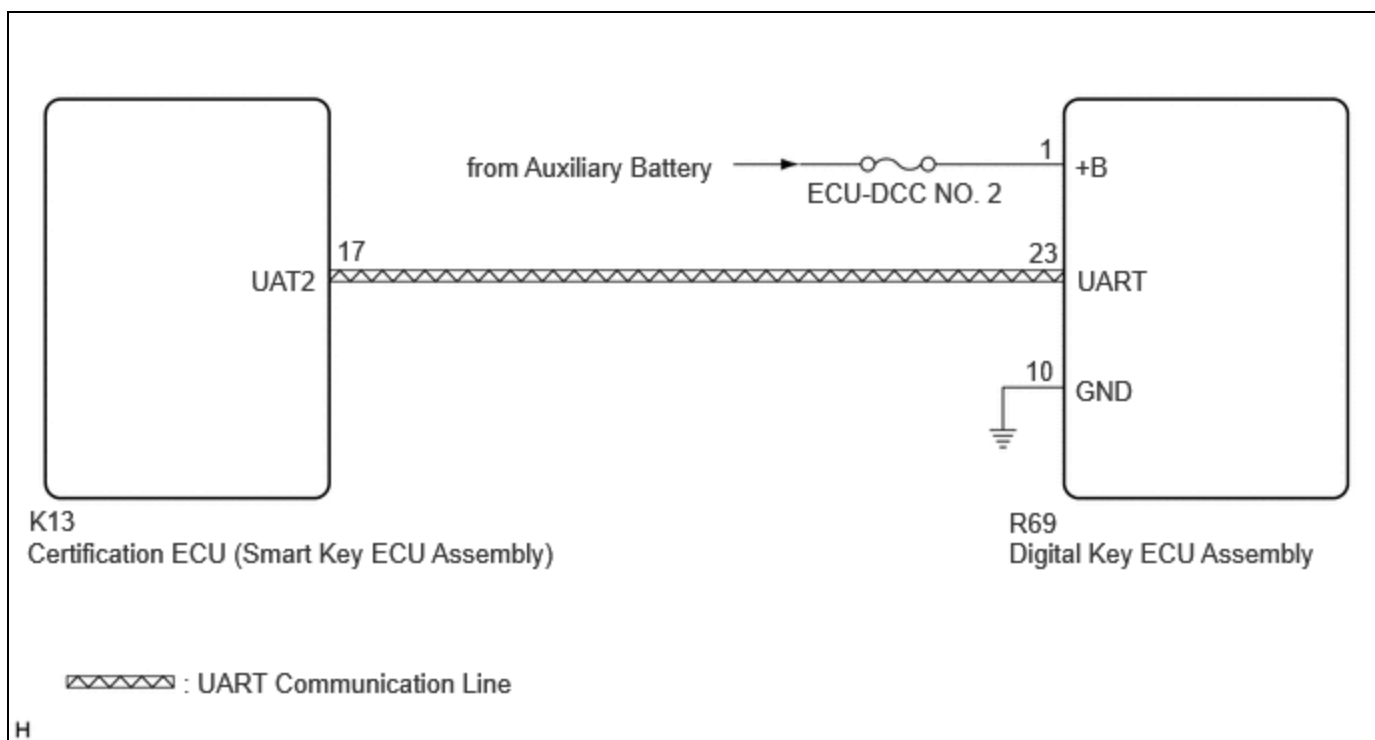 1
from Auxiliary Battery
+B
ECU-DCC NO. 2
17
23
UAT2
UART
10
GND
K13
Certification ECU (Smart Key ECU Assembly)
R69
Digital Key ECU Assembly
: UART Communication Line
H